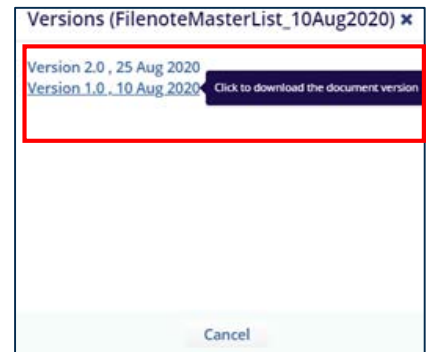 Versions (FilenoteMasterList_10Aug2020) ×
Version 2.0 , 25 Aug 2020
Version 1.0 , 10 Aug 2020 Click to download the document version
Cancel